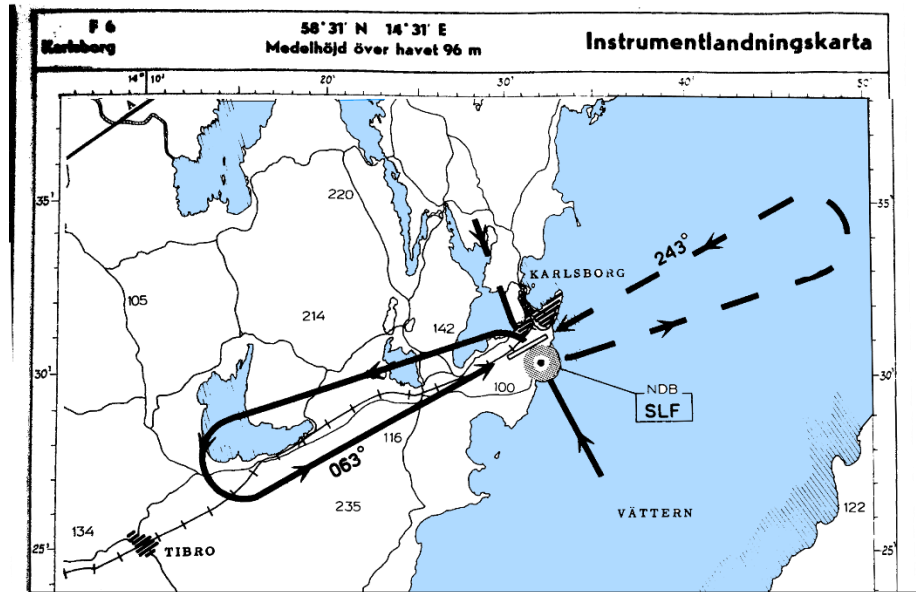 F 6
Karlsborg
58°31' N 14°31' E
Medelhöjd över havet 96 m
Instrumentlandningskarta
14° 10' 20' 30' 40' 50'
35' 35'
220
243°
KARLSBORG
105
214
142
30' 30'
100
NDB
SLF
116
063°
235
VÄTTERN
122
134
TIBRO
25' 25'